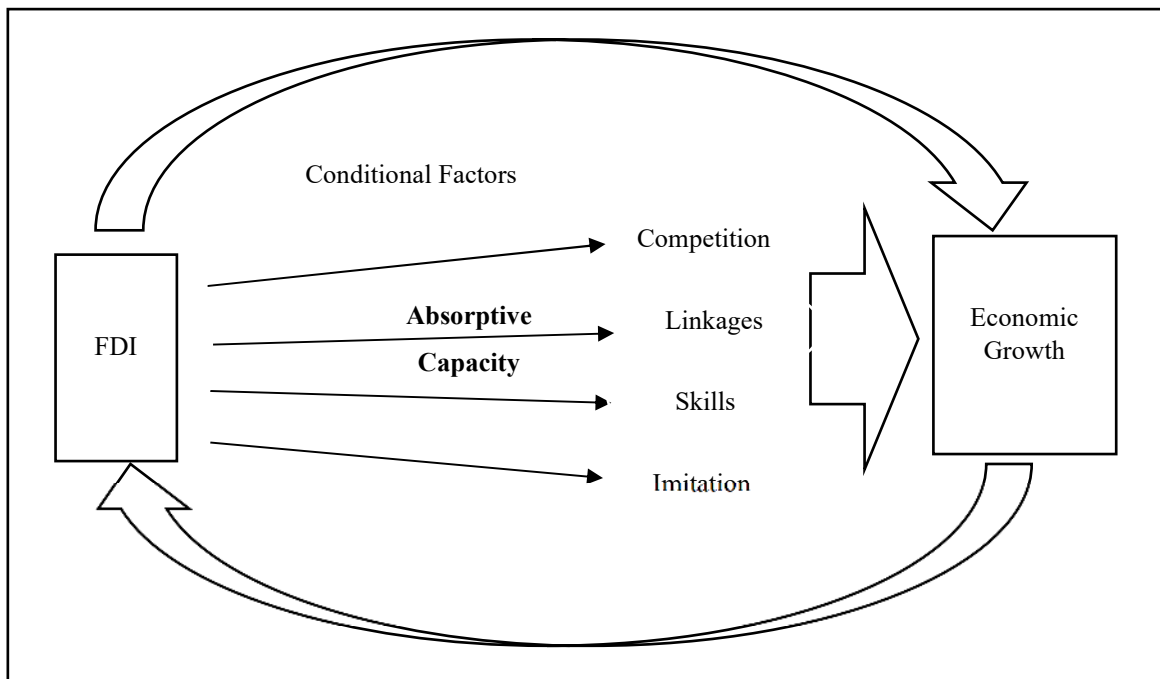 Conditional Factors
Competition
Absorptive
Linkages
FDI
Capacity
Skills
Imitation
Economic
Growth